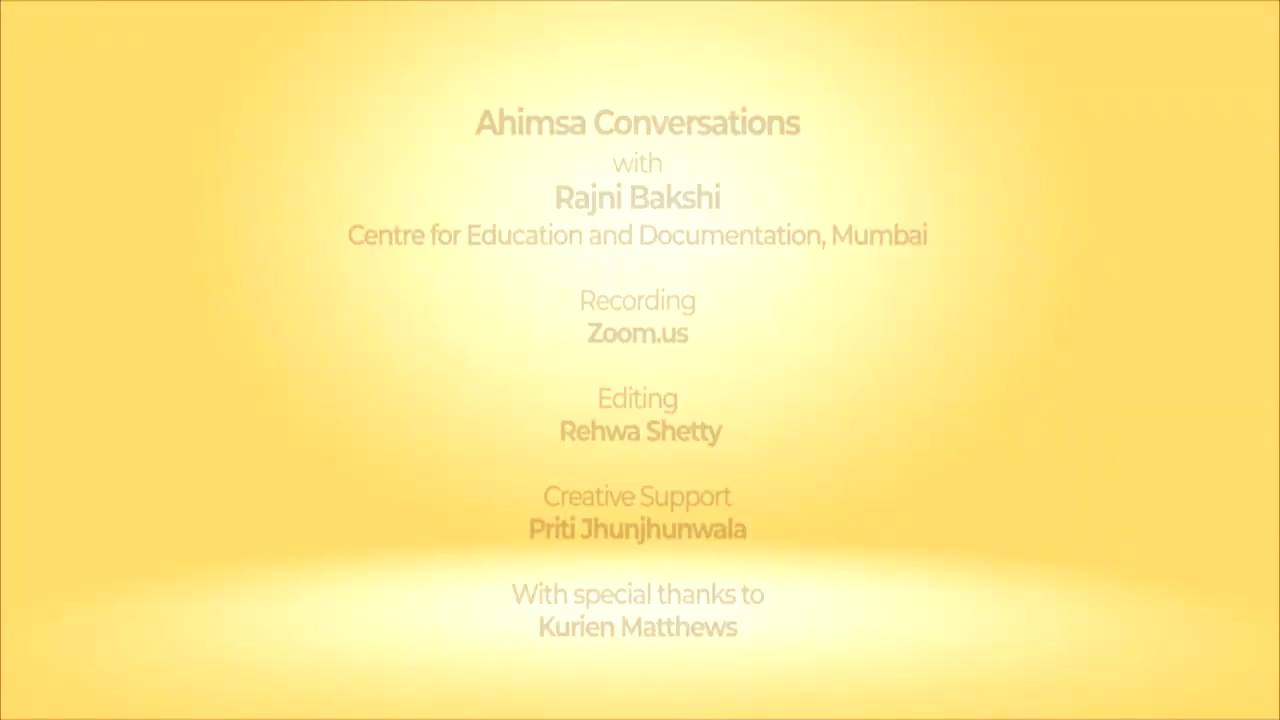 Ahimsa Conversations
with
Rajni Bakshi
Centre for Education and Documentation, Mumbai
Recording
Zoom.us
Editing
Rehwa Shetty
Creative Support
Priti Jhunjhunwala
With special thanks to
Kurien Matthews